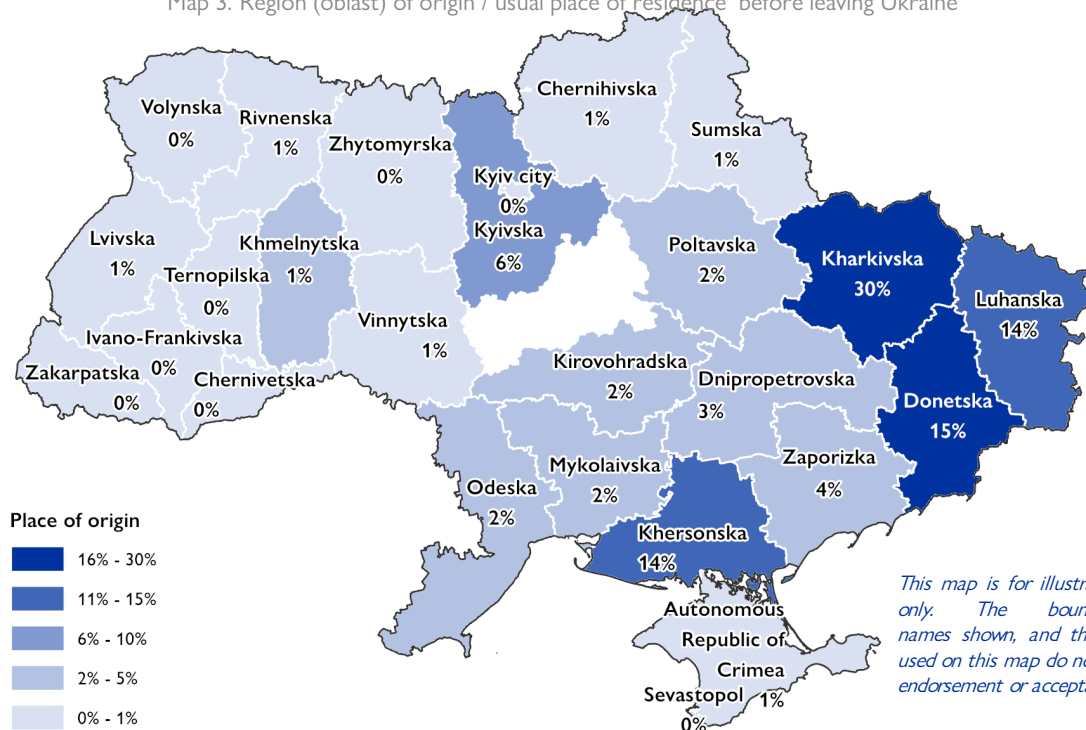 Map 3. Region (oblast) of origin / usual place of residence before leaving Ukraine
Volynska
0%
Rivnenska
1%
Zhytomyrska
0%
Chernihivska
1%
Sumska
1%
Kyiv city
0%
Kyivska
6%
Lvivska
1%
Ternopilska
0%
Khmelnytska
1%
Poltavska
2%
Kharkivska
30%
Luhanska
14%
Ivano-Frankivska
0%
Zakarpatska
0%
Chernivetska
0%
Vinnytska
1%
Kirovohradska
2%
Dnipropetrovska
3%
Donetska
15%
Zaporizka
4%
Mykolaivska
2%
Odeska
2%
Khersonska
14%
Autonomous
Republic of
Crimea
1%
Sevastopol
0%
Place of origin
16% - 30%
11% - 15%
6% - 10%
2% - 5%
0% - 1%
This map is for illustr
only. The boun
names shown, and th
used on this map do no
endorsement or accept